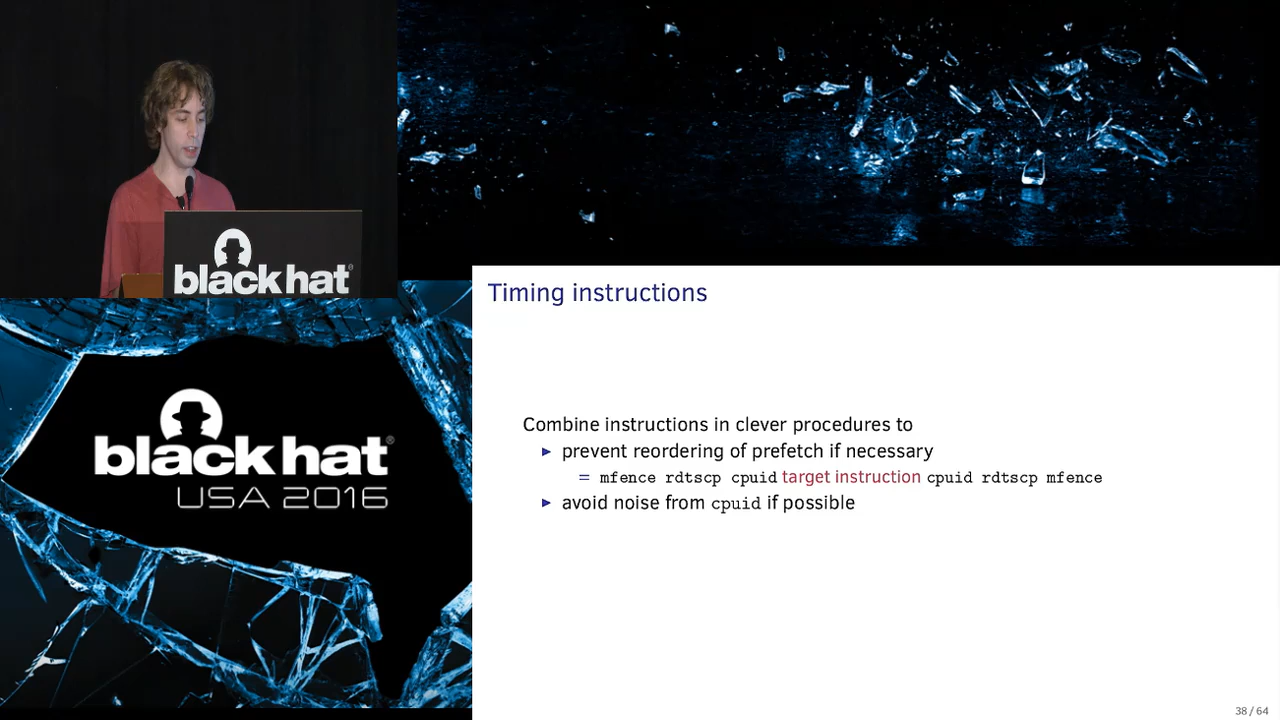 black hat®
black hat®
USA 2016
Timing instructions
Combine instructions in clever procedures to
► prevent reordering of prefetch if necessary
= mfence rdtscp cpuid target instruction cpuid rdtscp mfence
► avoid noise from cpuid if possible
38 / 64